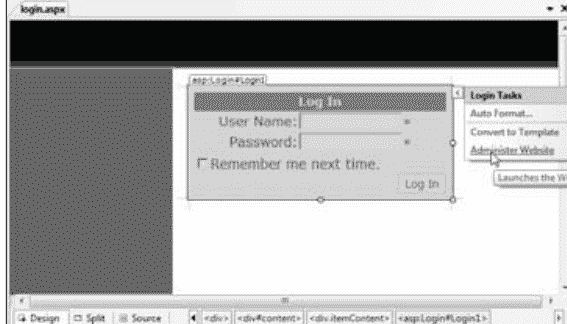 login.aspx
asp:Login#Login1
Log In
User Name:
Password:
Remember me next time.
Log In
Login Tasks
Auto Format...
Convert to Template
Administer Website
Launches the W
Design Split Source <div> <div#content> <div.itemContent> <asp:Login#Login1>